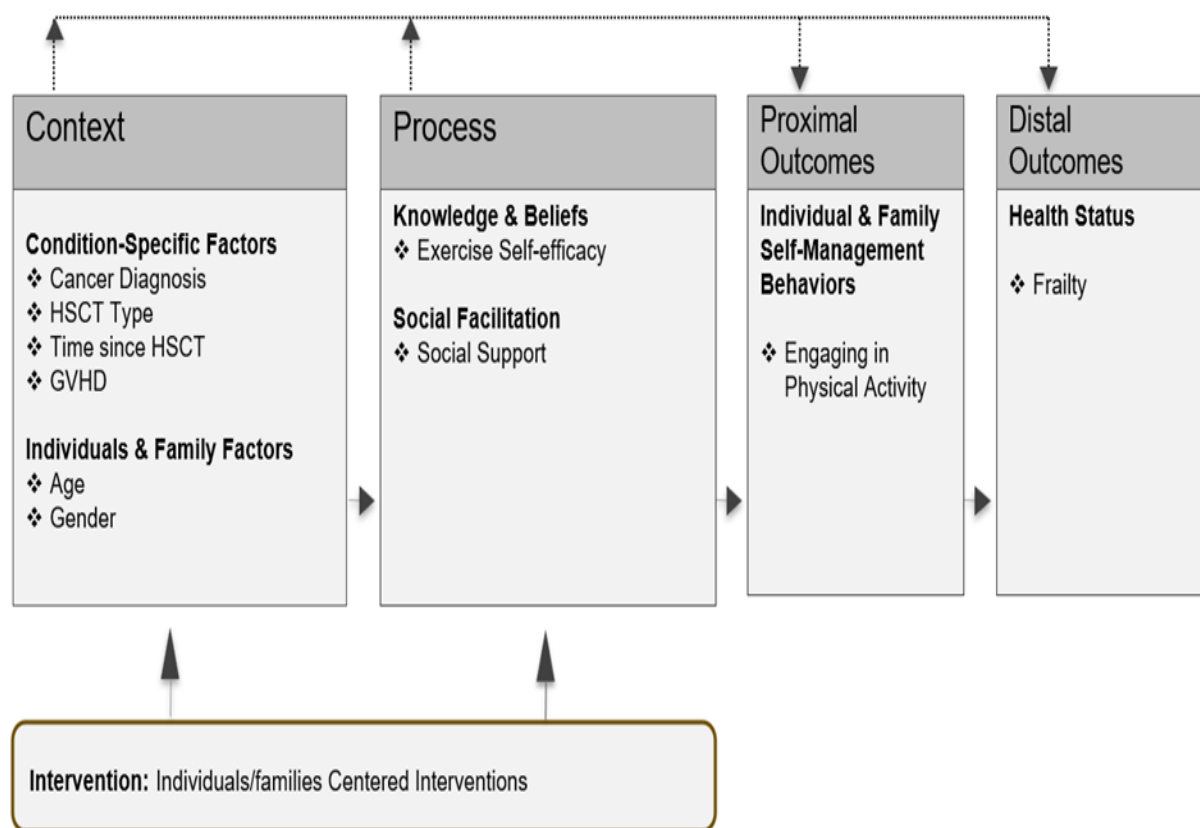 Context
Condition-Specific Factors
❖ Cancer Diagnosis
❖ HSCT Type
❖ Time since HSCT
❖ GVHD
Individuals & Family Factors
❖ Age
❖ Gender
Process
Knowledge & Beliefs
❖ Exercise Self-efficacy
Social Facilitation
❖ Social Support
Proximal
Outcomes
Individual & Family
Self-Management
Behaviors
❖ Engaging in
Physical Activity
Distal
Outcomes
Health Status
❖ Frailty
Intervention: Individuals/families Centered Interventions